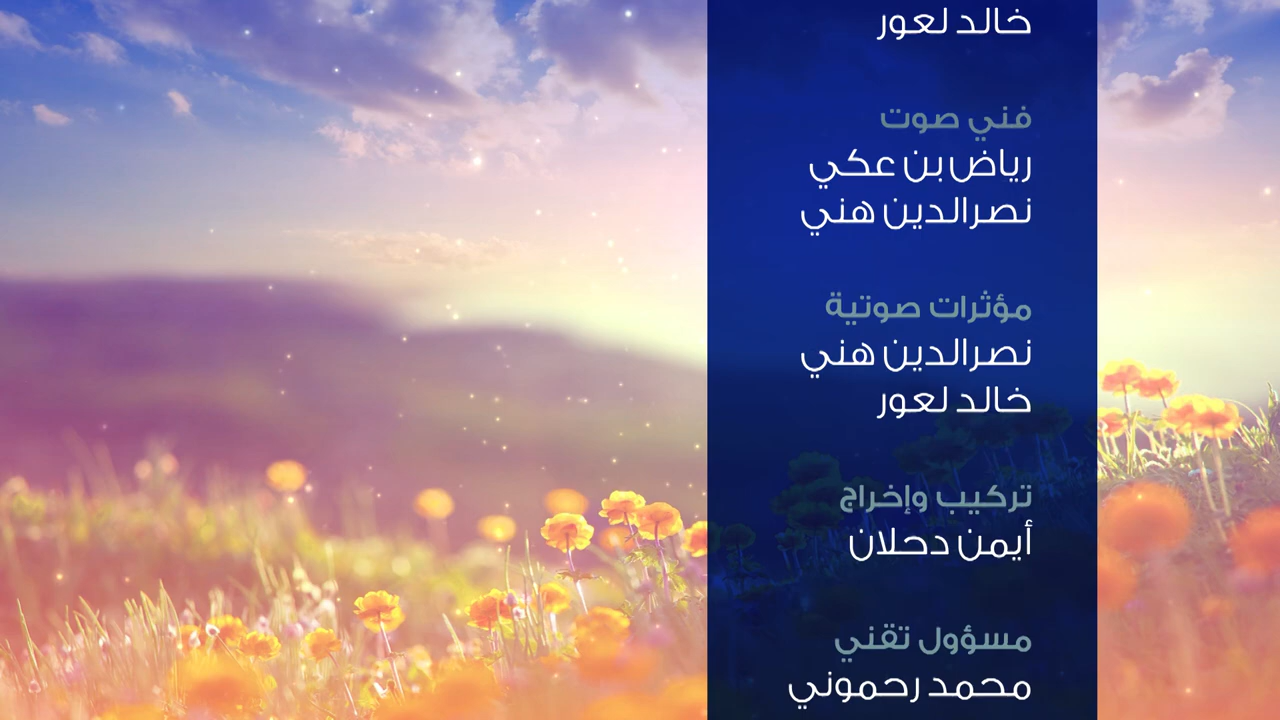 خالد لعور
فني صوت
رياض بن عكي
نصرالدين هني
مؤثرات صوتية
نصرالدين هني
خالد لعور
تركيب وإخراج
أيمن دحلان
مسؤول تقني
محمد رحموني